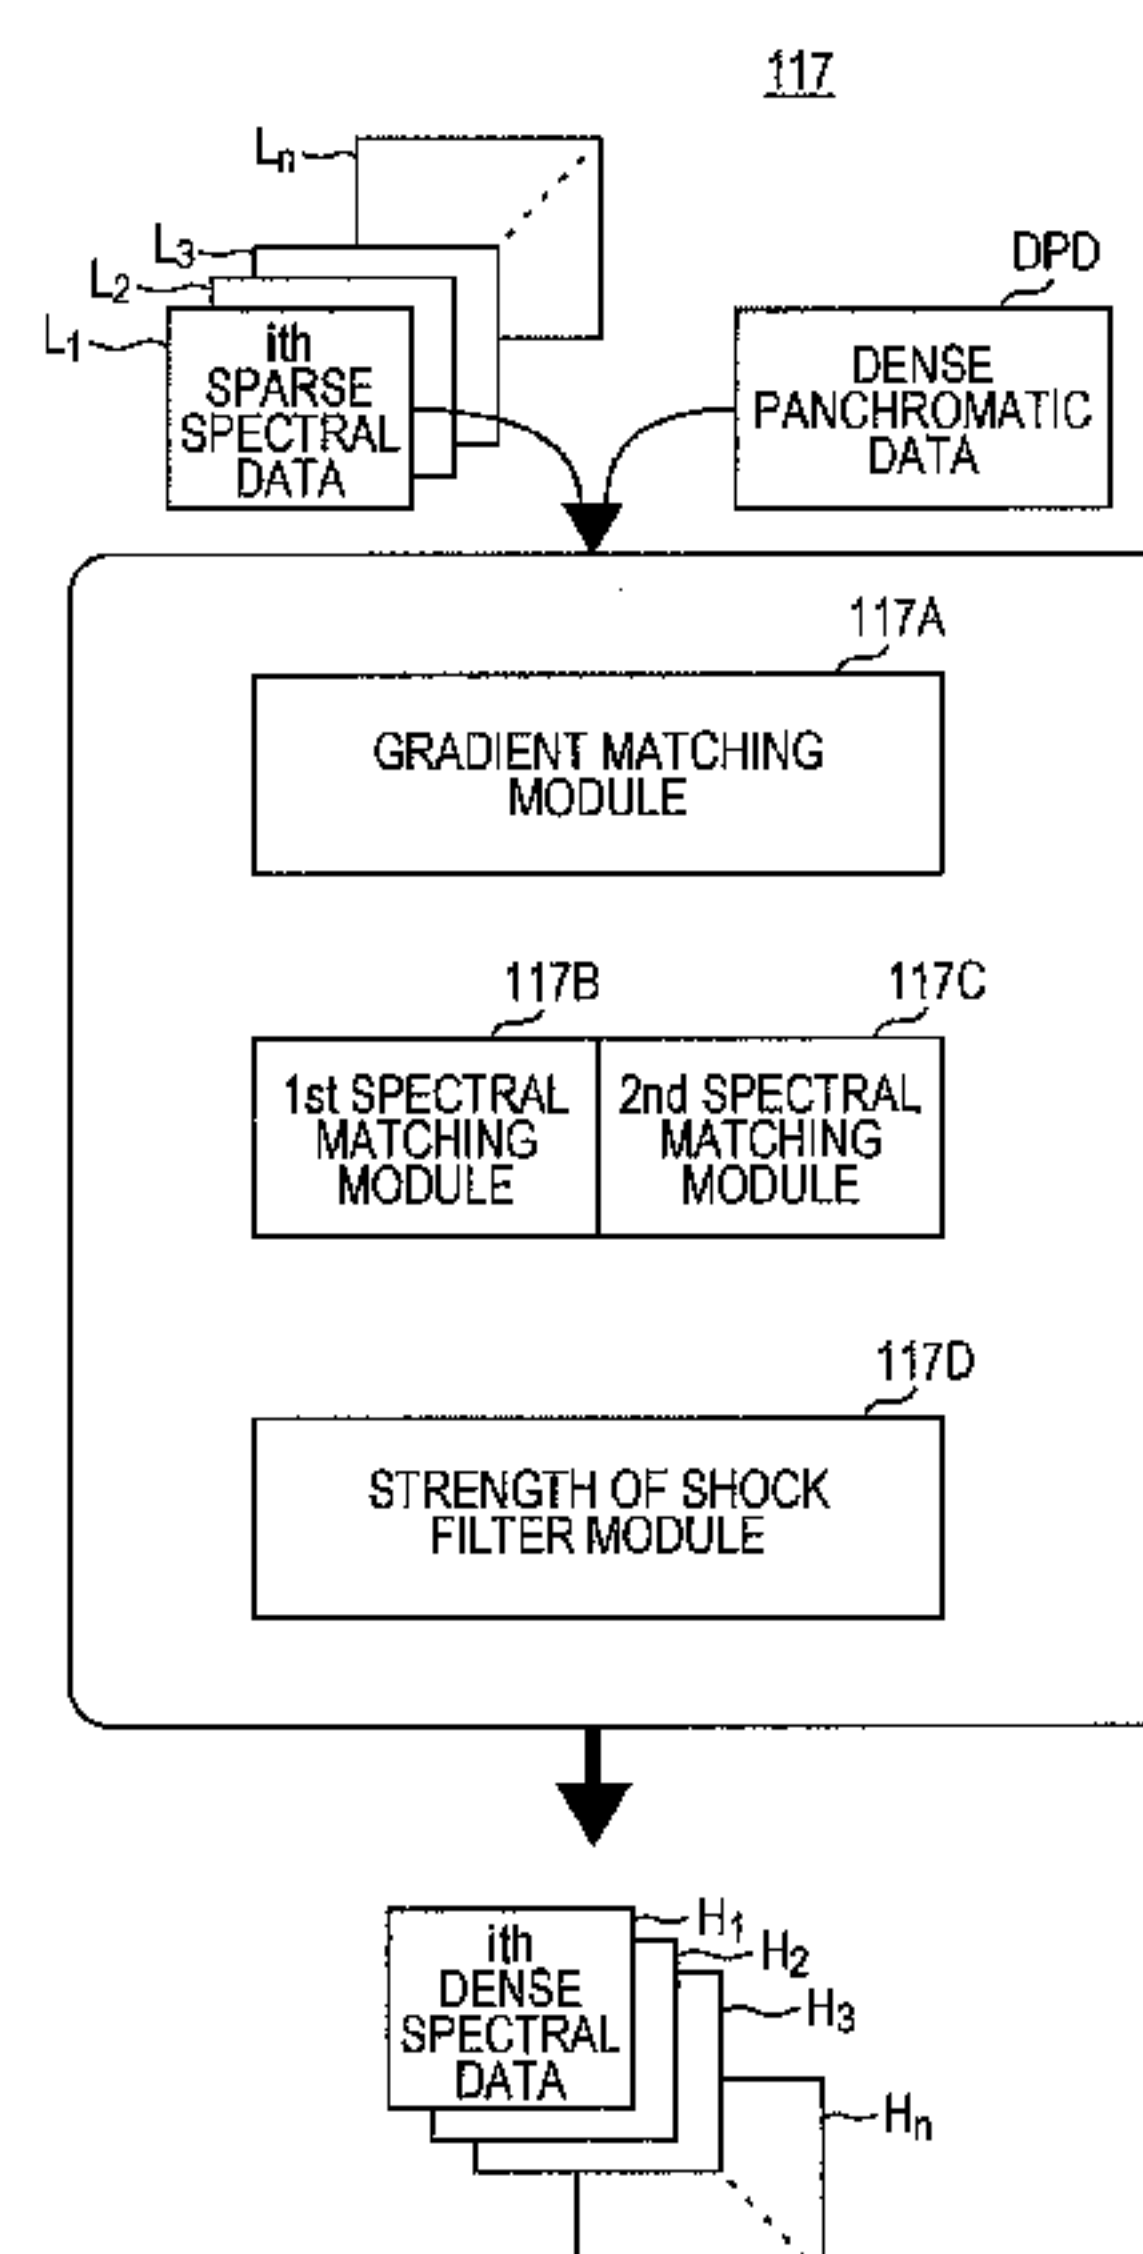 117
Ln
L3
L2
L1
DPD
ith
SPARSE
SPECTRAL
DATA
DENSE
PANCHROMATIC
DATA
117A
GRADIENT MATCHING
MODULE
117B
117C
1st SPECTRAL
MATCHING
MODULE
2nd SPECTRAL
MATCHING
MODULE
117D
STRENGTH OF SHOCK
FILTER MODULE
ith
DENSE
SPECTRAL
DATA
H1
H2
H3
Hn